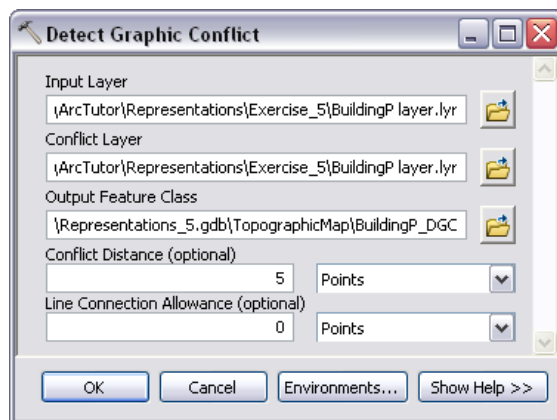 Detect Graphic Conflict
Input Layer
\ArcTutor\Representations\Exercise_5\BuildingP layer.lyr
Conflict Layer
\ArcTutor\Representations\Exercise_5\BuildingP layer.lyr
Output Feature Class
\Representations_5.gdb\TopographicMap\BuildingP_DGC
Conflict Distance (optional)
5 Points
Line Connection Allowance (optional)
0 Points
OK Cancel Environments... Show Help >>